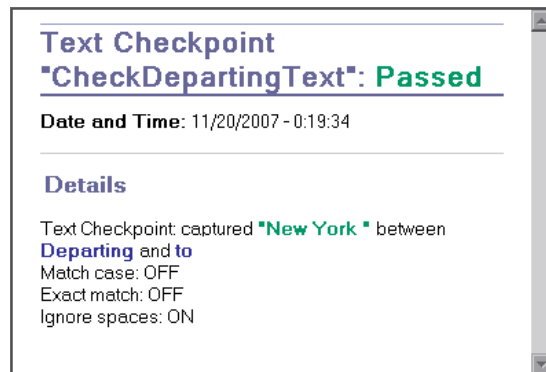 Text Checkpoint
"CheckDepartingText": Passed
Date and Time: 11/20/2007 - 0:19:34
Details
Text Checkpoint: captured "New York " between
Departing and to
Match case: OFF
Exact match: OFF
Ignore spaces: ON